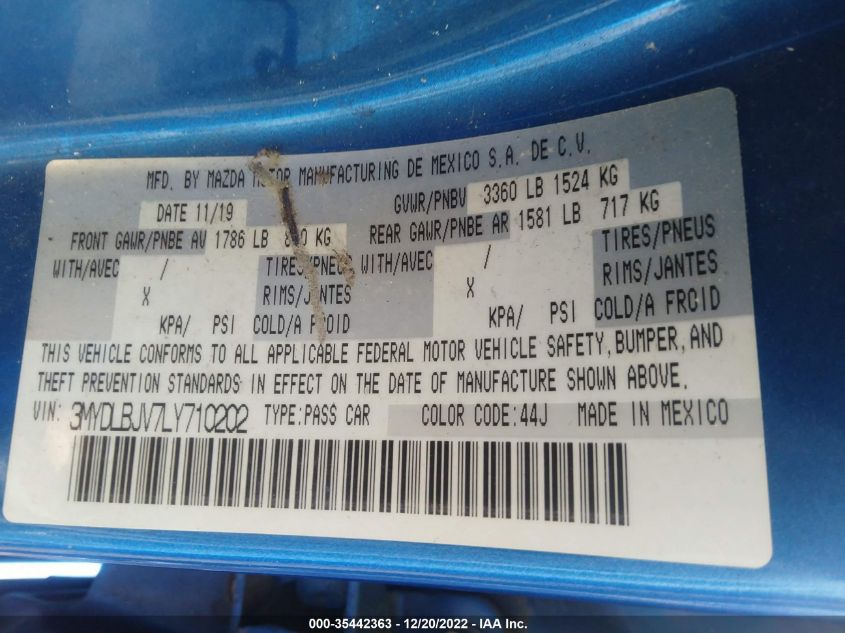 MFD. BY MAZDA MOTOR MANUFACTURING DE MEXICO S.A. DE C.V.
DATE 11/19 GVWR/PNBV 3360 LB 1524 KG
FRONT GAWR/PNBE AV 1786 LB KG REAR GAWR/PNBE AR 1581 LB 717 KG
WITH/AVEC / TIRES/PNEUS WITH/AVEC / TIRES/PNEUS
X RIMS/JANTES X RIMS/JANTES
KPA/ PSI COLD/A FROID KPA/ PSI COLD/A FROID
THIS VEHICLE CONFORMS TO ALL APPLICABLE FEDERAL MOTOR VEHICLE SAFETY, BUMPER, AND
THEFT PREVENTION STANDARDS IN EFFECT ON THE DATE OF MANUFACTURE SHOWN ABOVE.
VIN: 3MYDLBJV7LY710202 TYPE:PASS CAR COLOR CODE:44J MADE IN MEXICO
000-35442363 - 12/20/2022 - IAA Inc.